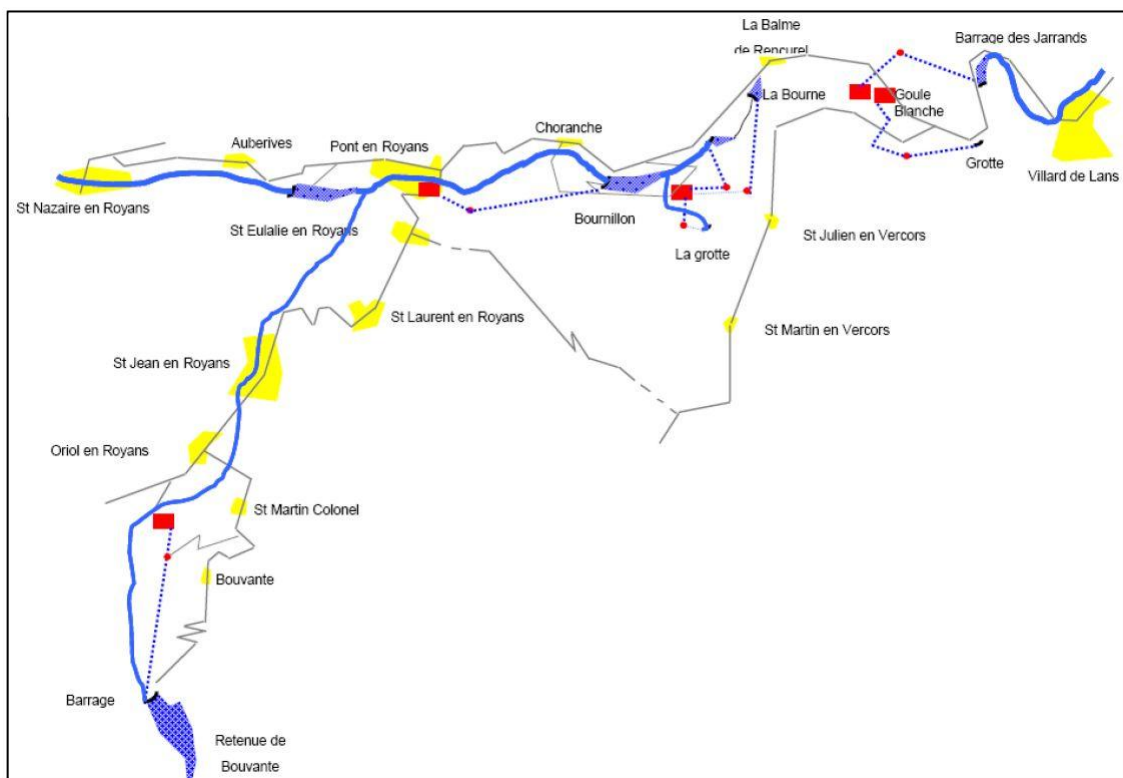 La Balme
de Rencurel
Barrage des Jarrands
La Bourne
Goule
Blanche
Auberives
Pont en Royans
Choranche
Grotte
Villard de Lans
St Nazaire en Royans
St Eulalie en Royans
Bournillon
La grotte
St Julien en Vercors
St Laurent en Royans
St Martin en Vercors
St Jean en Royans
Oriol en Royans
St Martin Colonel
Bouvante
Barrage
Retenue de
Bouvante